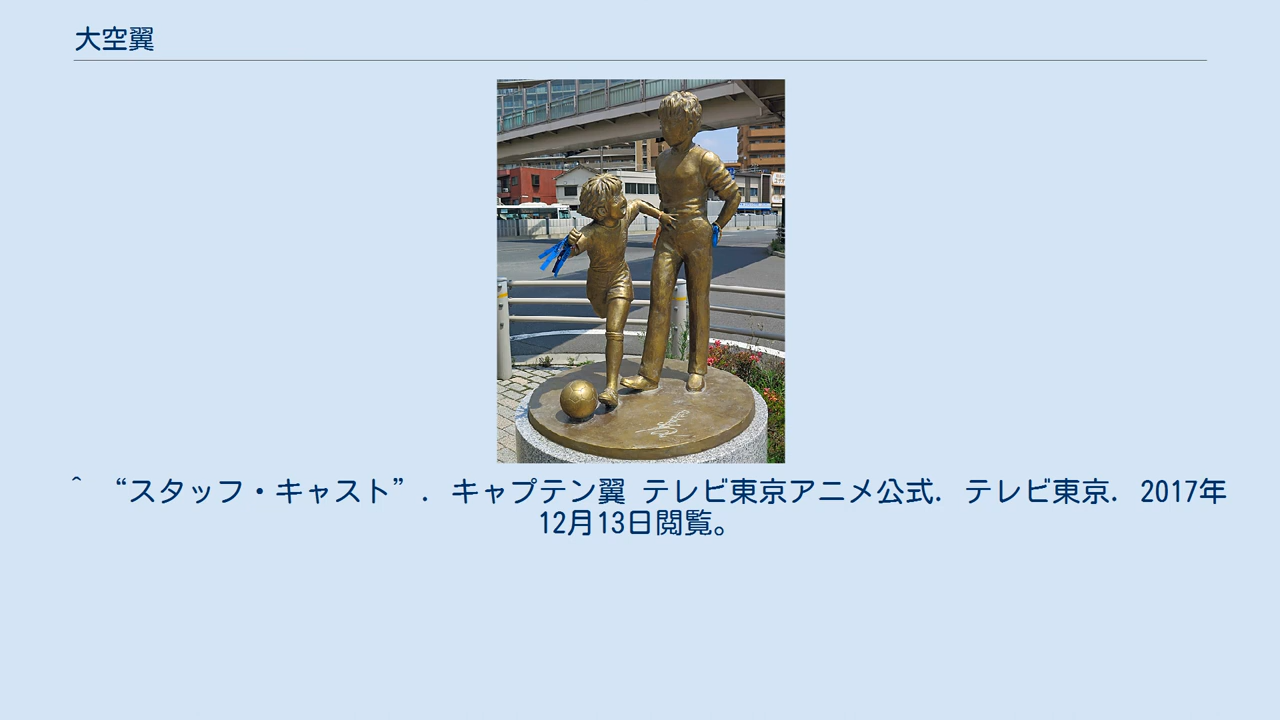 大空翼
^ “スタッフ・キャスト”. キャプテン翼 テレビ東京アニメ公式. テレビ東京. 2017年
12月13日閲覧。